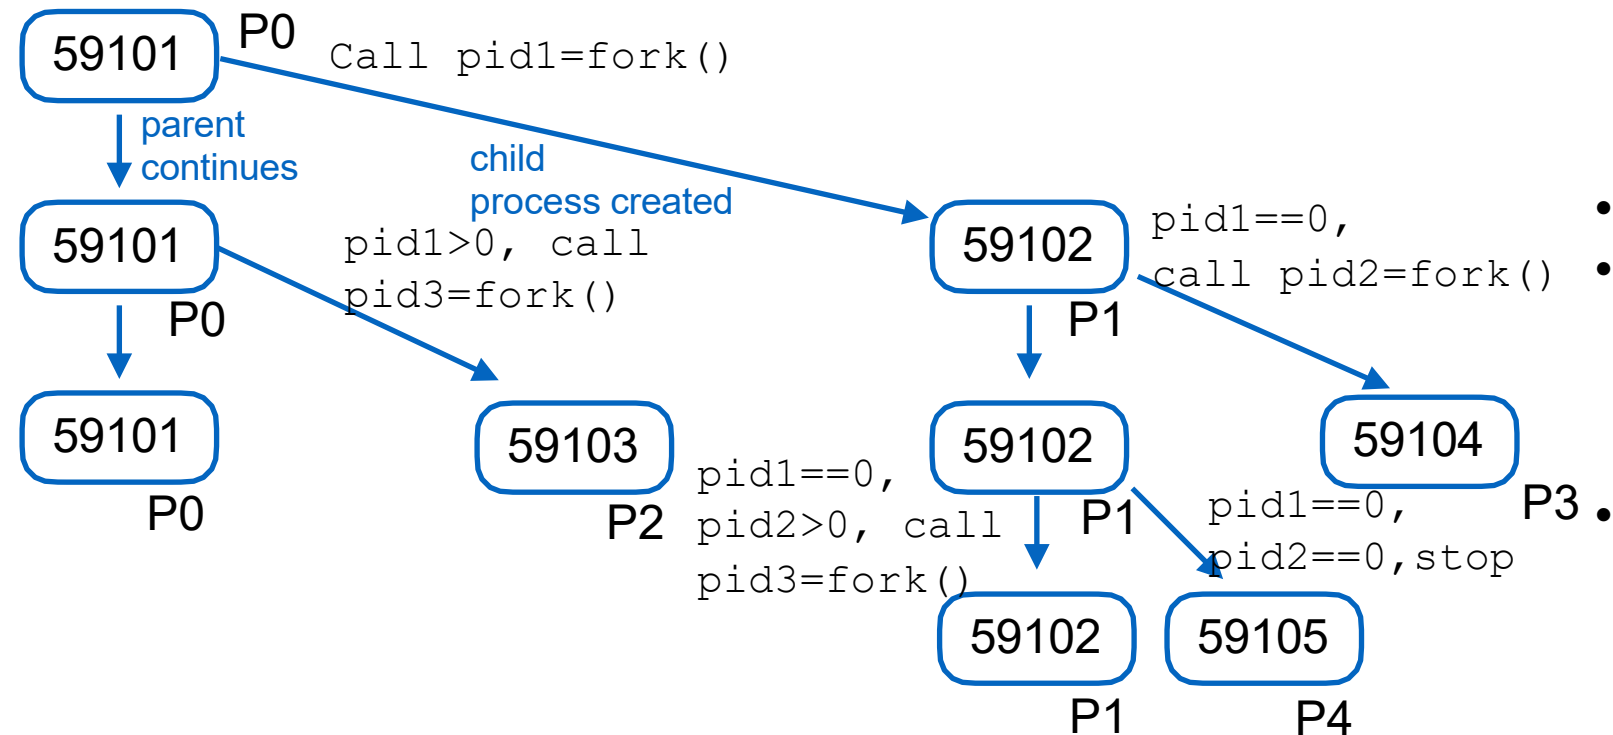 59101
P0
Call pid1=fork()
parent
continues
child
process created
59101
P0
pid1>0, call
pid3=fork()
59102
P1
pid1==0,
call pid2=fork()
•
•
59101
P0
59103
P2
59102
P1
59104
P3
•
pid1==0,
pid2>0, call
pid3=fork()
pid1==0,
pid2==0,stop
59102
P1
59105
P4